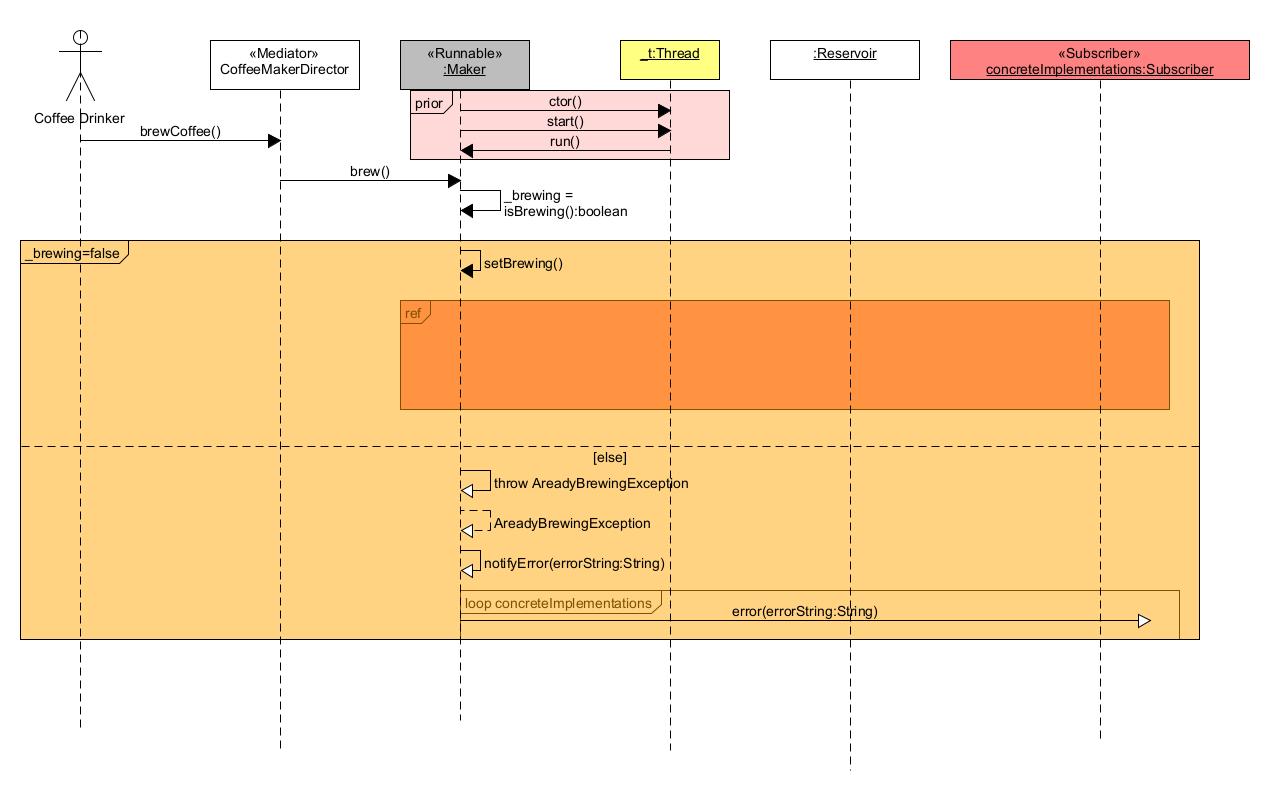 «Mediator»
CoffeeMakerDirector
«Runnable»
:Maker
_t:Thread
:Reservoir
«Subscriber»
concreteImplementations:Subscriber
Coffee Drinker
prior
ctor()
start()
run()
brewCoffee()
brew()
_brewing =
isBrewing():boolean
_brewing=false
setBrewing()
ref
[else]
throw AreadyBrewingException
AreadyBrewingException
notifyError(errorString:String)
loop concreteImplementations
error(errorString:String)